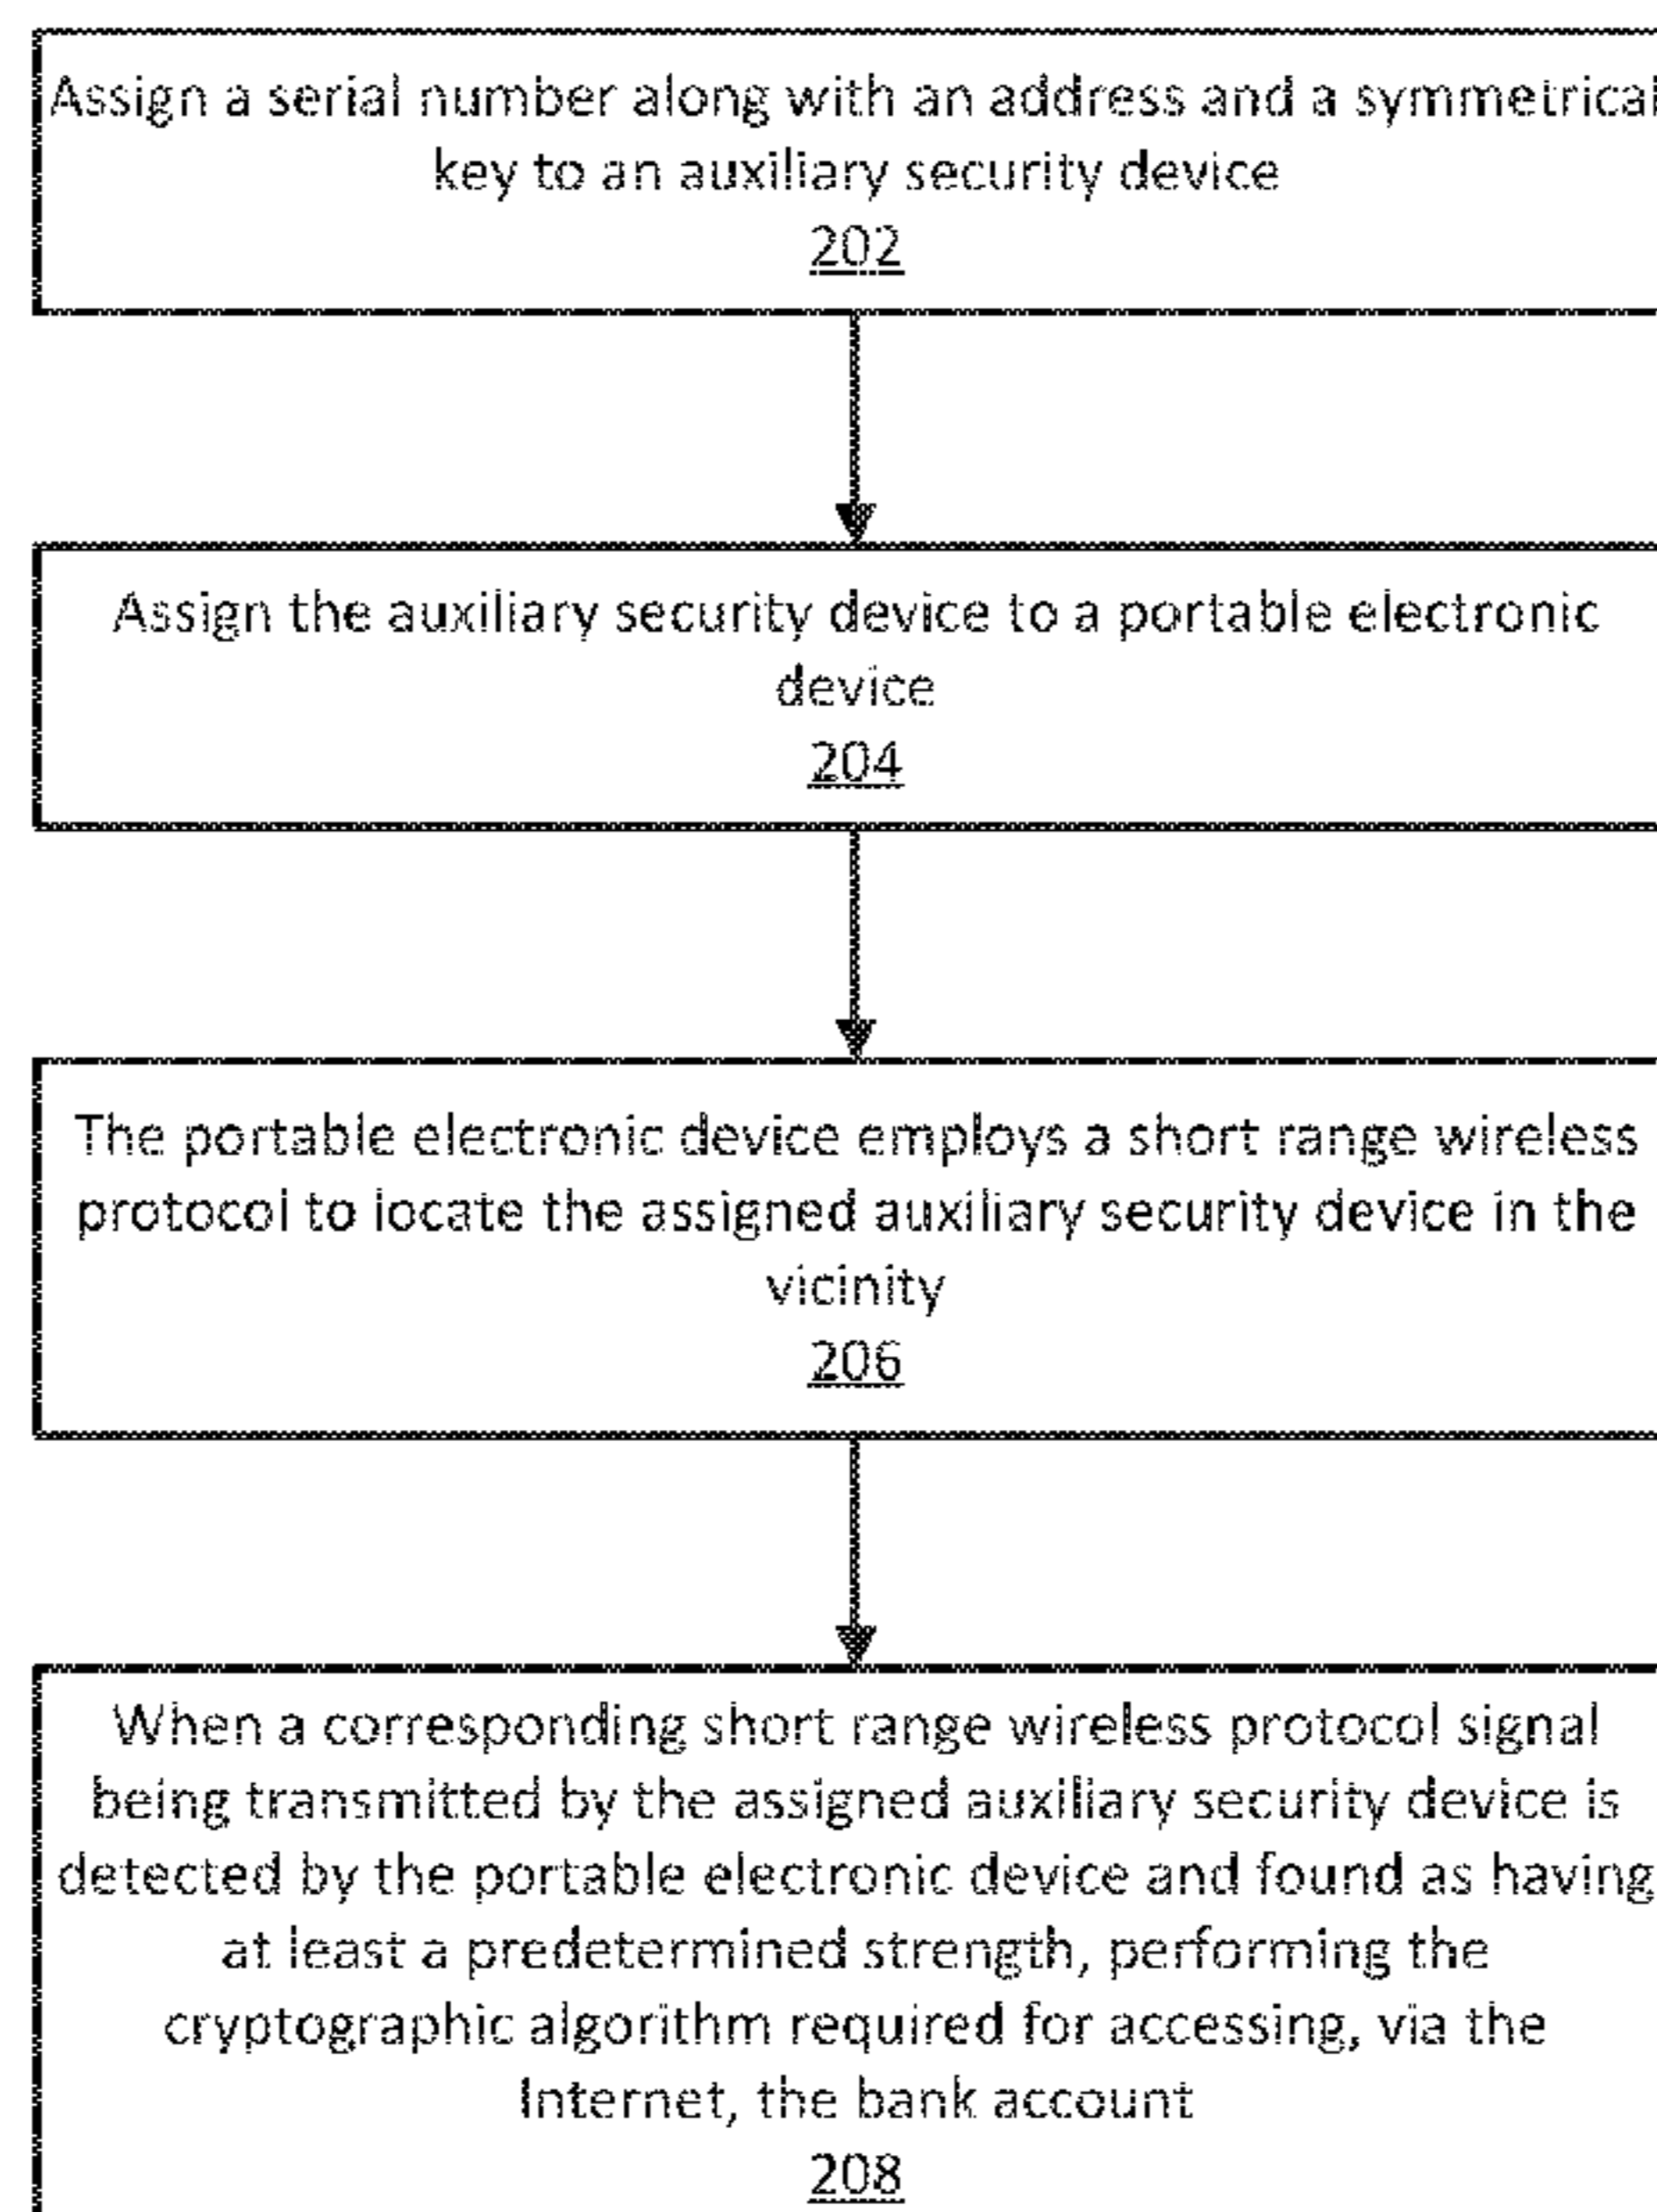 Assign a serial number along with an address and a symmetrical
key to an auxiliary security device
202
Assign the auxiliary security device to a portable electronic
device
204
The portable electronic device employs a short range wireless
protocol to locate the assigned auxiliary security device in the
vicinity
206
When a corresponding short range wireless protocol signal
being transmitted by the assigned auxiliary security device is
detected by the portable electronic device and found as having
at least a predetermined strength, performing the
cryptographic algorithm required for accessing, via the
Internet, the bank account
208